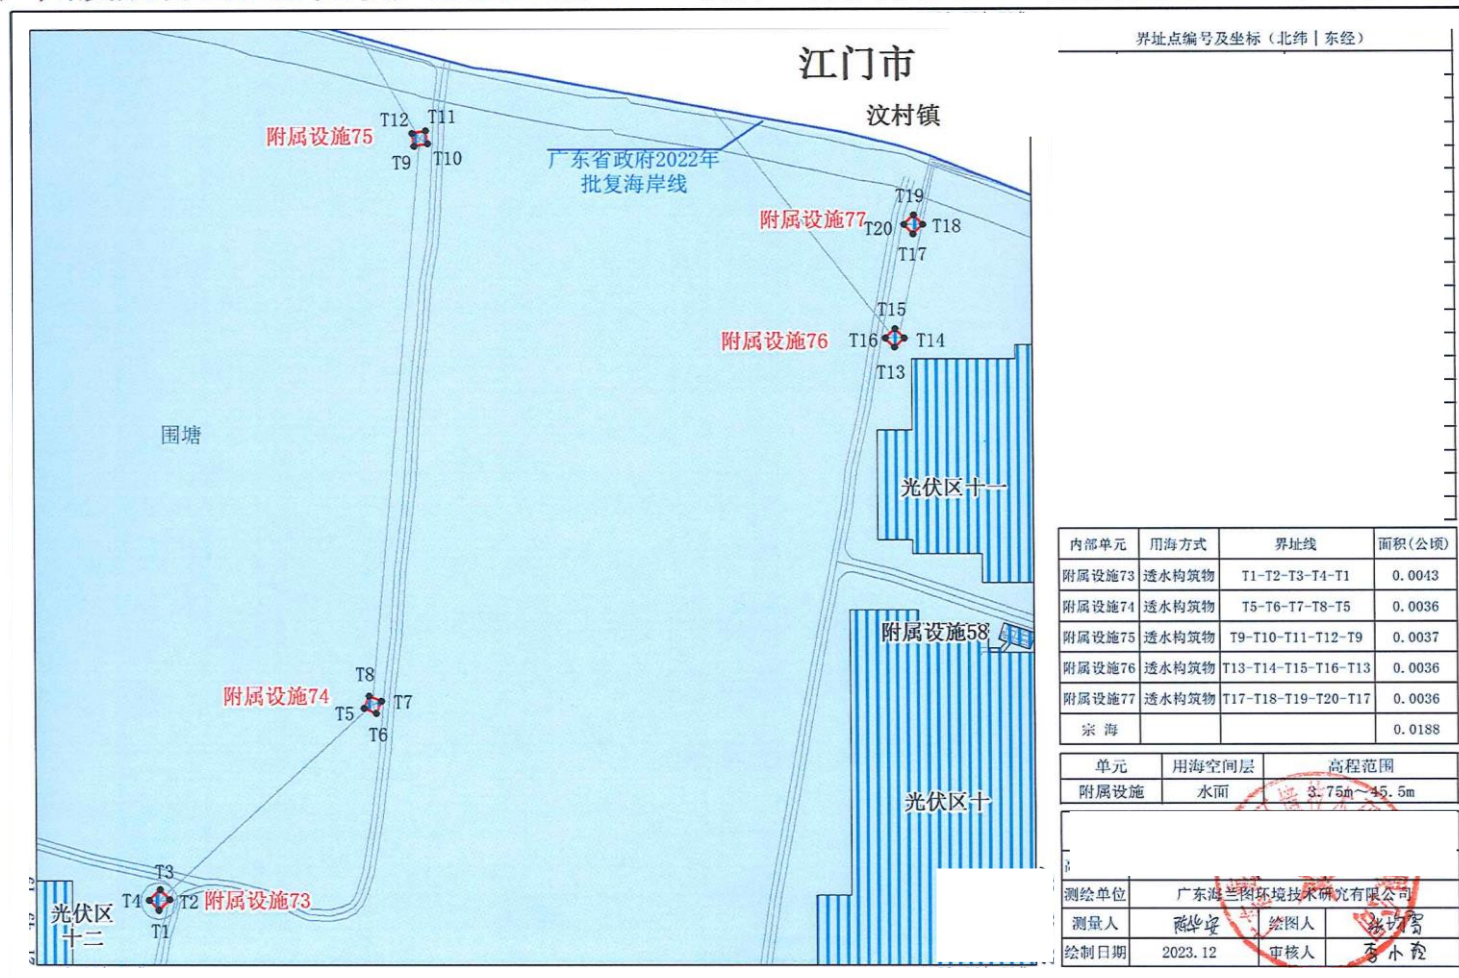 江门市
汶村镇
广东省政府2022年
批复海岸线
T12 T11
附属设施75
T9 T10
T19
附属设施77
T20 T18
T17
T15
附属设施76
T16 T14
T13
围塘
光伏区十一
附属设施58
T8
附属设施74
T5 T7
T6
光伏区十
T3
T4 T2 附属设施73
T1
光伏区
十二
界址点编号及坐标（北纬|东经）
内部单元 用海方式 界址线 面积(公顷)
附属设施73 透水构筑物 T1-T2-T3-T4-T1 0.0043
附属设施74 透水构筑物 T5-T6-T7-T8-T5 0.0036
附属设施75 透水构筑物 T9-T10-T11-T12-T9 0.0037
附属设施76 透水构筑物 T13-T14-T15-T16-T13 0.0036
附属设施77 透水构筑物 T17-T18-T19-T20-T17 0.0036
宗 海 0.0188
单元 用海空间层 高程范围
附属设施 水面 3.75m～45.5m
测绘单位 广东海兰图环境技术研究有限公司
测量人 绘图人
绘制日期 2023.12 审核人